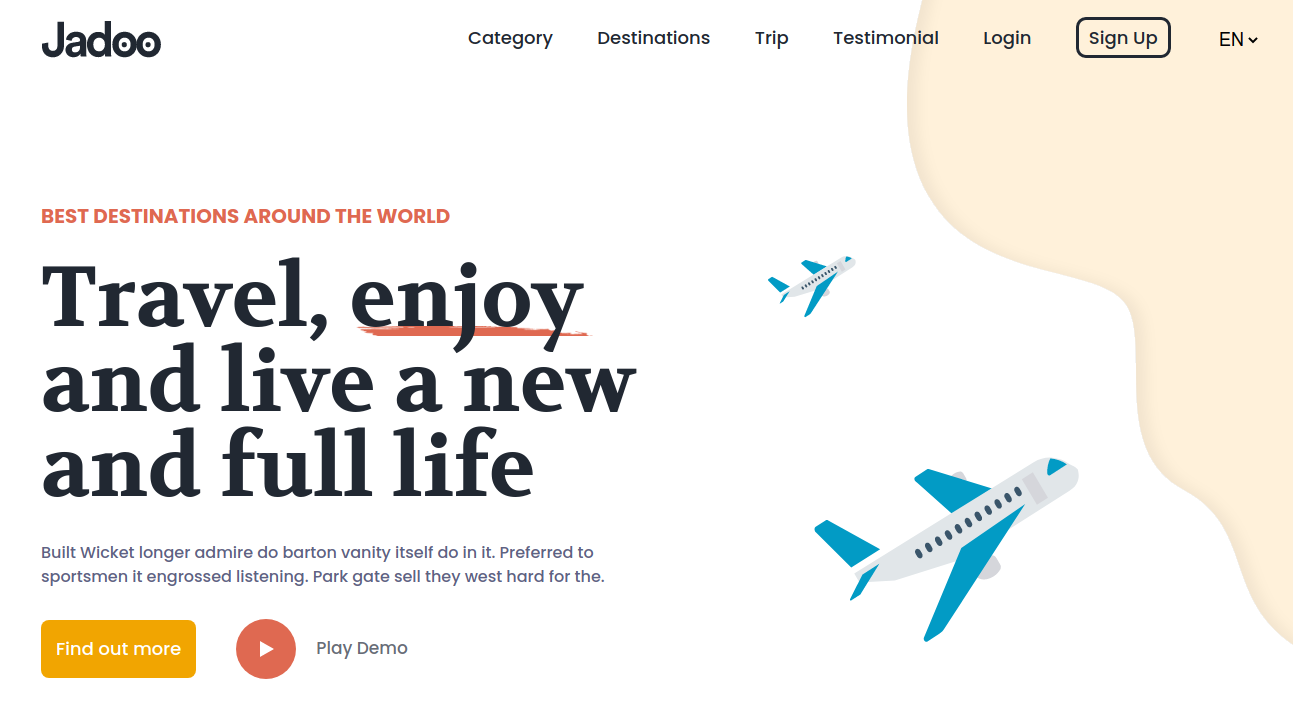 Jadoo
Category Destinations Trip Testimonial Login Sign Up EN
BEST DESTINATIONS AROUND THE WORLD
Travel, enjoy
and live a new
and full life
Built Wicket longer admire do barton vanity itself do in it. Preferred to
sportsmen it engrossed listening. Park gate sell they west hard for the.
Find out more Play Demo